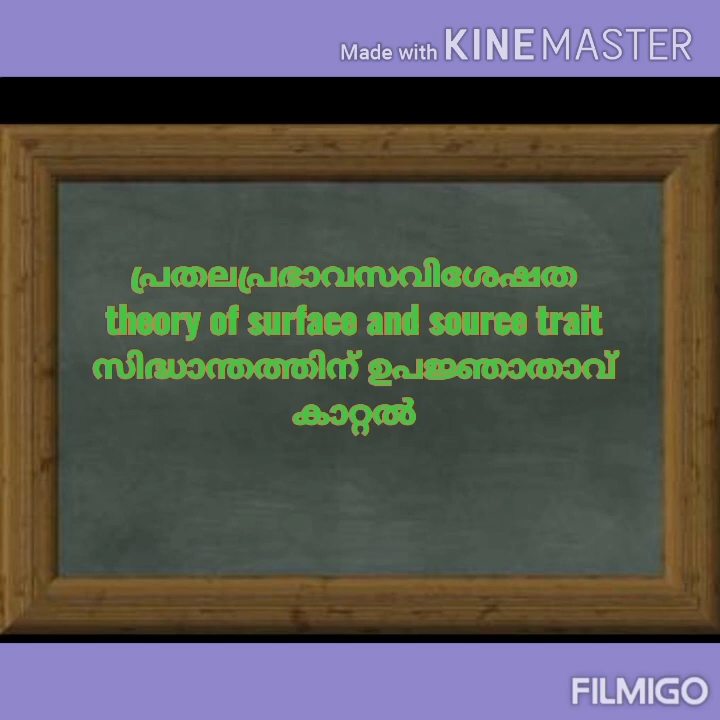 Made with KINEMASTER
പ്രതലപ്രഭാവസവിശേഷത
theory of surface and source trait
സിദ്ധാന്തത്തിന് ഉപജ്ഞാതാവ്
കാറ്റൽ
FILMIGO